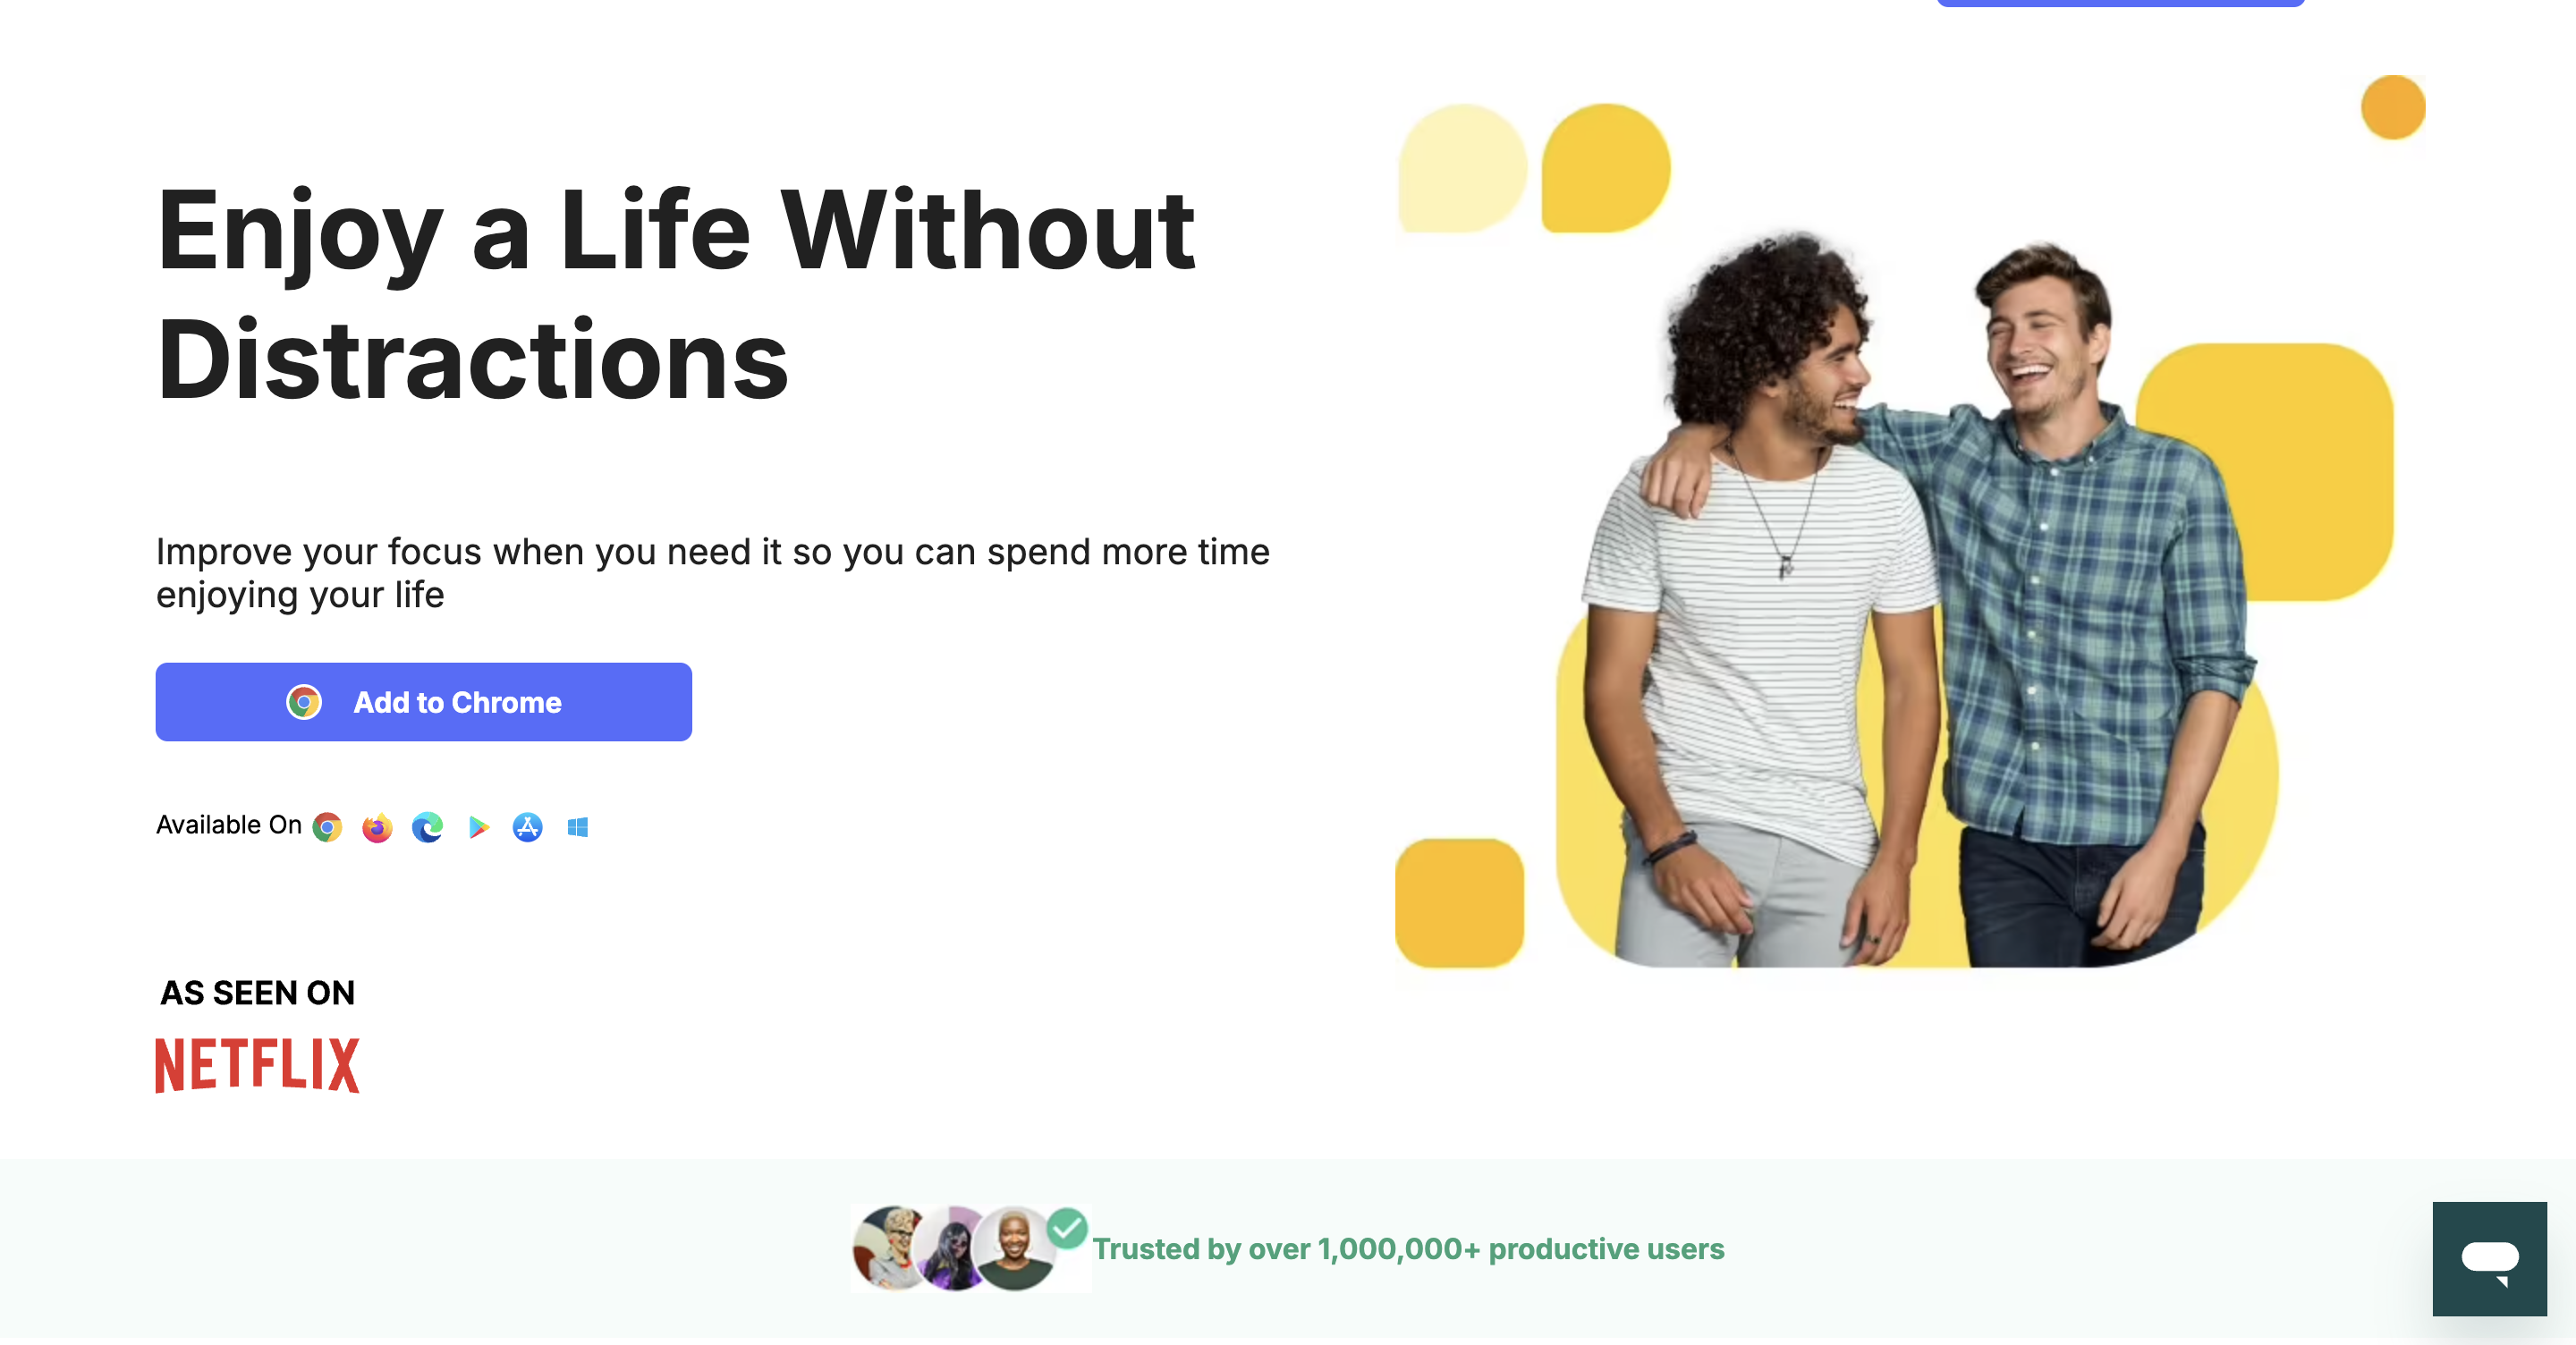 Enjoy a Life Without
Distractions
Improve your focus when you need it so you can spend more time
enjoying your life
Add to Chrome
Available On
AS SEEN ON
NETFLIX
Trusted by over 1,000,000+ productive users